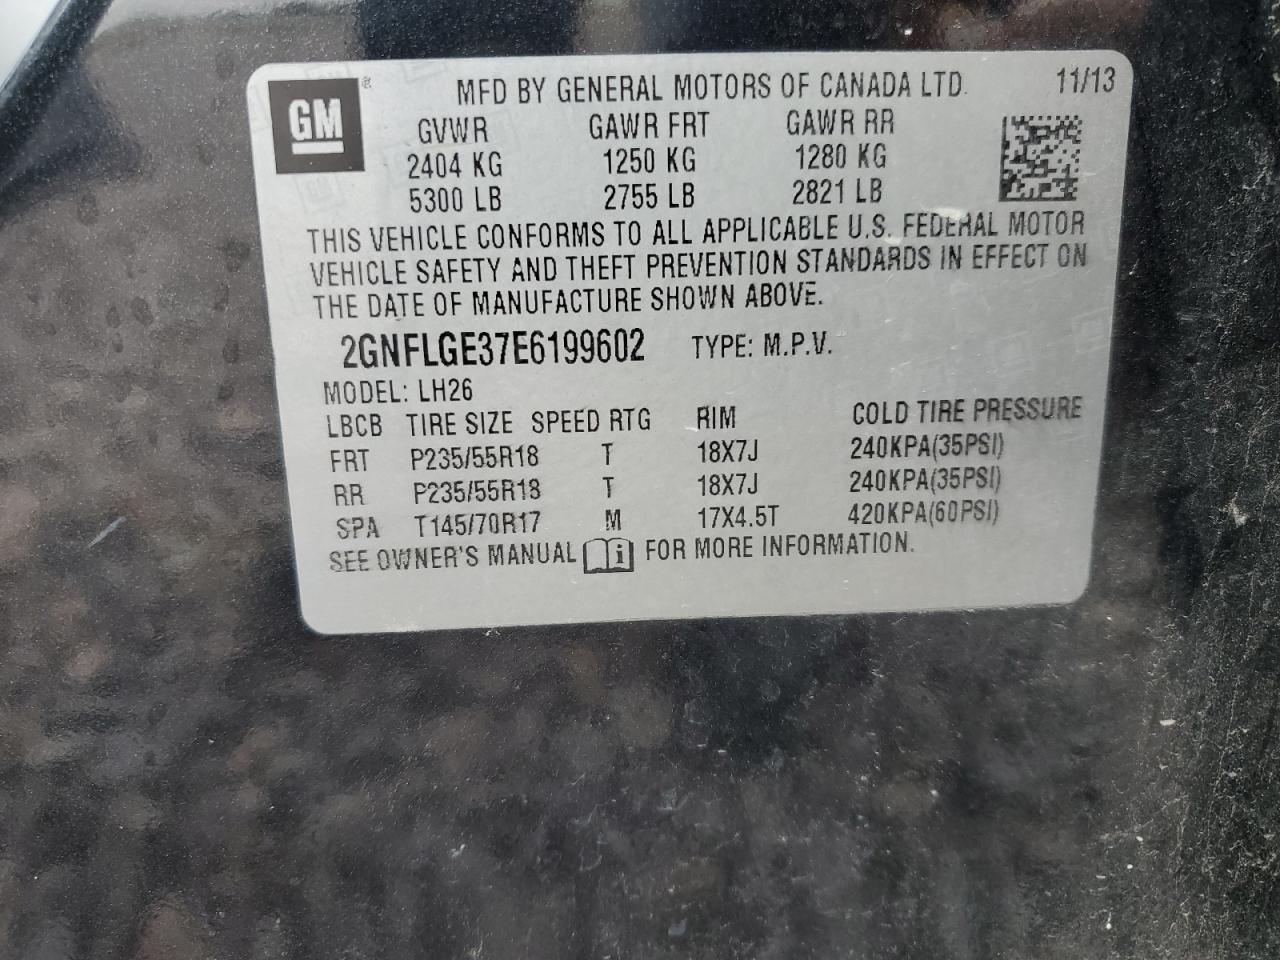 GM ® MFD BY GENERAL MOTORS OF CANADA LTD. 11/13
GVWR GAWR FRT GAWR RR
2404 KG 1250 KG 1280 KG
5300 LB 2755 LB 2821 LB
THIS VEHICLE CONFORMS TO ALL APPLICABLE U.S. FEDERAL MOTOR
VEHICLE SAFETY AND THEFT PREVENTION STANDARDS IN EFFECT ON
THE DATE OF MANUFACTURE SHOWN ABOVE.
2GNFLGE37E6199602 TYPE: M.P.V.
MODEL: LH26
LBCB TIRE SIZE SPEED RTG RIM COLD TIRE PRESSURE
FRT P235/55R18 T 18X7J 240KPA(35PSI)
RR P235/55R18 T 18X7J 240KPA(35PSI)
SPA T145/70R17 M 17X4.5T 420KPA(60PSI)
SEE OWNER'S MANUAL i FOR MORE INFORMATION.